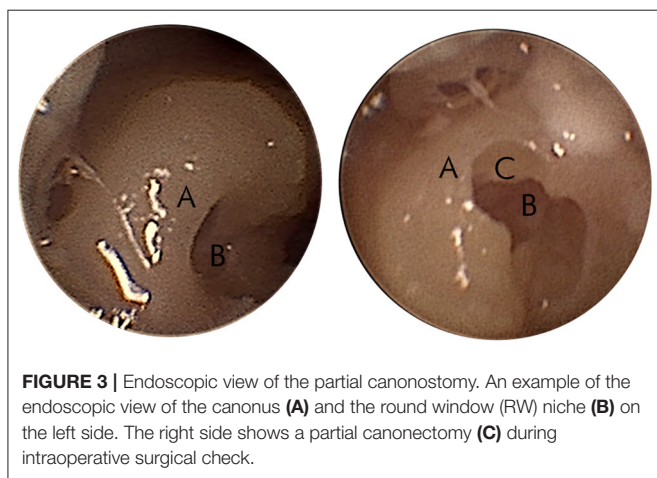 A
B
A
C
B
FIGURE 3 | Endoscopic view of the partial canonostomy. An example of the
endoscopic view of the canonus (A) and the round window (RW) niche (B) on
the left side. The right side shows a partial canonectomy (C) during
intraoperative surgical check.